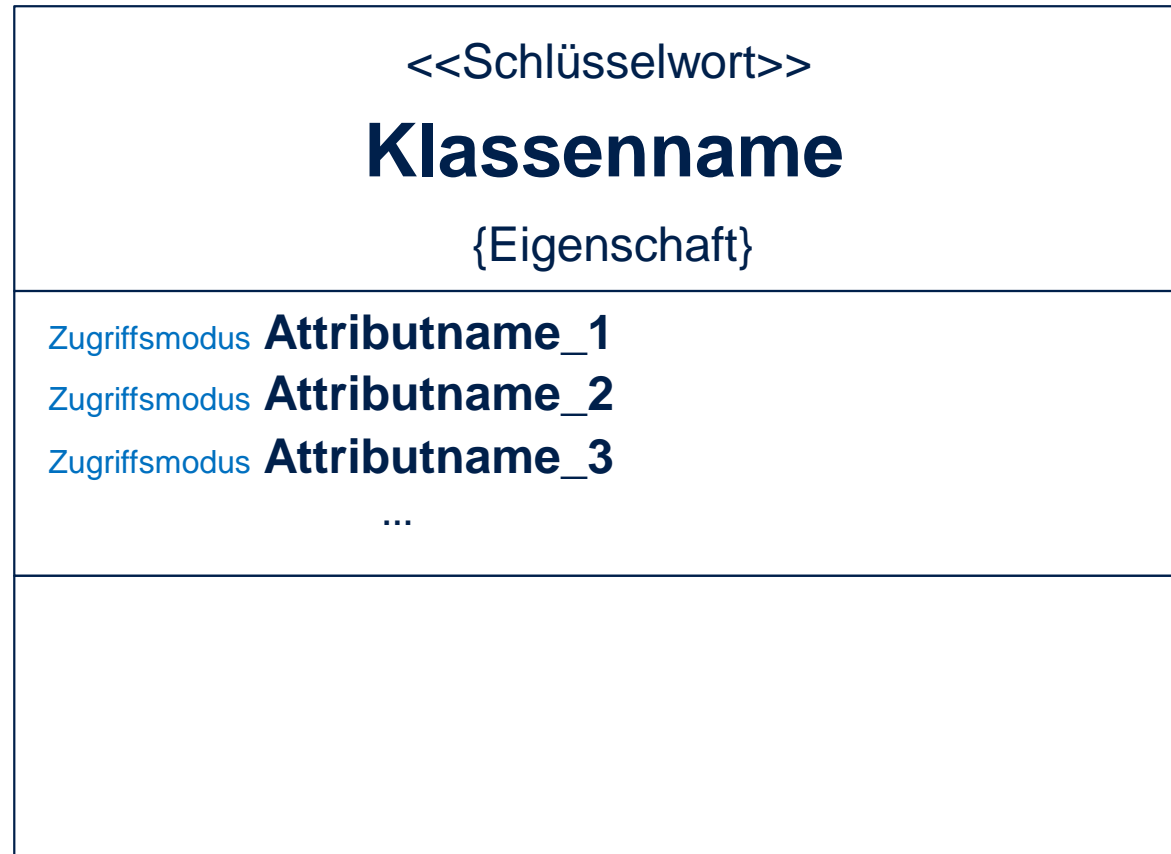 <<Schlüsselwort>>
Klassenname
{Eigenschaft}
Zugriffsmodus Attributname_1
Zugriffsmodus Attributname_2
Zugriffsmodus Attributname_3
...